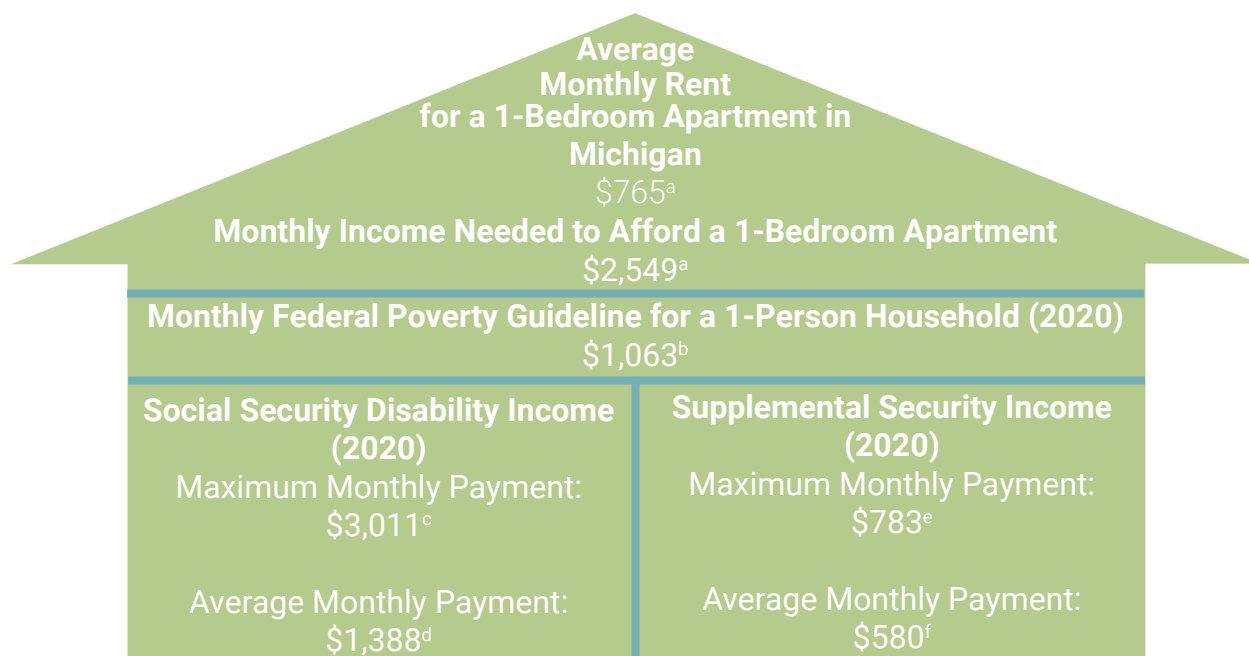 Average
Monthly Rent
for a 1-Bedroom Apartment in
Michigan
$765ᵃ
Monthly Income Needed to Afford a 1-Bedroom Apartment
$2,549ᵃ
Monthly Federal Poverty Guideline for a 1-Person Household (2020)
$1,063ᵇ
Social Security Disability Income
(2020)
Maximum Monthly Payment:
$3,011ᶜ
Average Monthly Payment:
$1,388ᵈ
Supplemental Security Income
(2020)
Maximum Monthly Payment:
$783ᵉ
Average Monthly Payment:
$580ᶠ